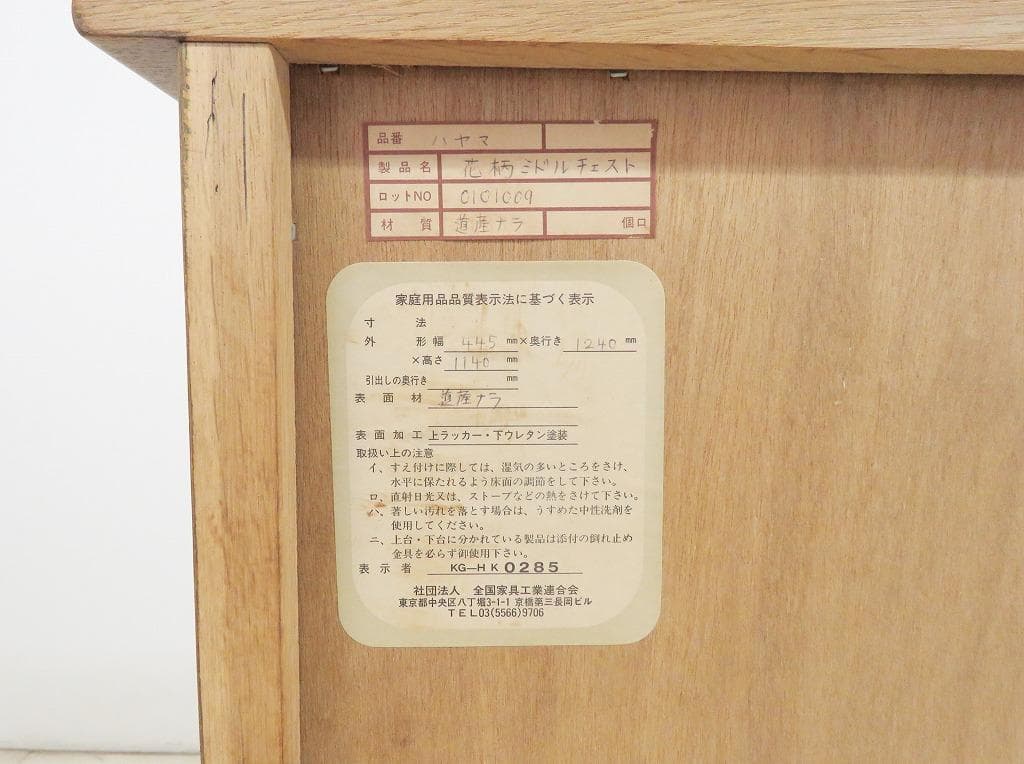 品番 ハヤマ
製品名 花柄ミドルチェスト
ロットNO 0101009
材質 道産ナラ 個口
家庭用品品質表示法に基づく表示
寸法
外形 幅 445 mm×奥行き 1240 mm
×高さ 1140 mm
引出しの奥行き mm
表面材 道産ナラ
表面加工 上ラッカー・下ウレタン塗装
取扱い上の注意
イ、すえ付けに際しては、湿気の多いところをさけ、
水平に保たれるよう床面の調節をして下さい。
ロ、直射日光又は、ストーブなどの熱をさけて下さい。
ハ、著しい汚れを落とす場合は、うすめた中性洗剤を
使用してください。
ニ、上台・下台に分かれている製品は添付の倒れ止め
金具を必らず御使用下さい。
表示者 KG-HK0285
社団法人 全国家具工業連合会
東京都中央区八丁堀3-1-1 京橋第三長岡ビル
TEL03(5566)9706